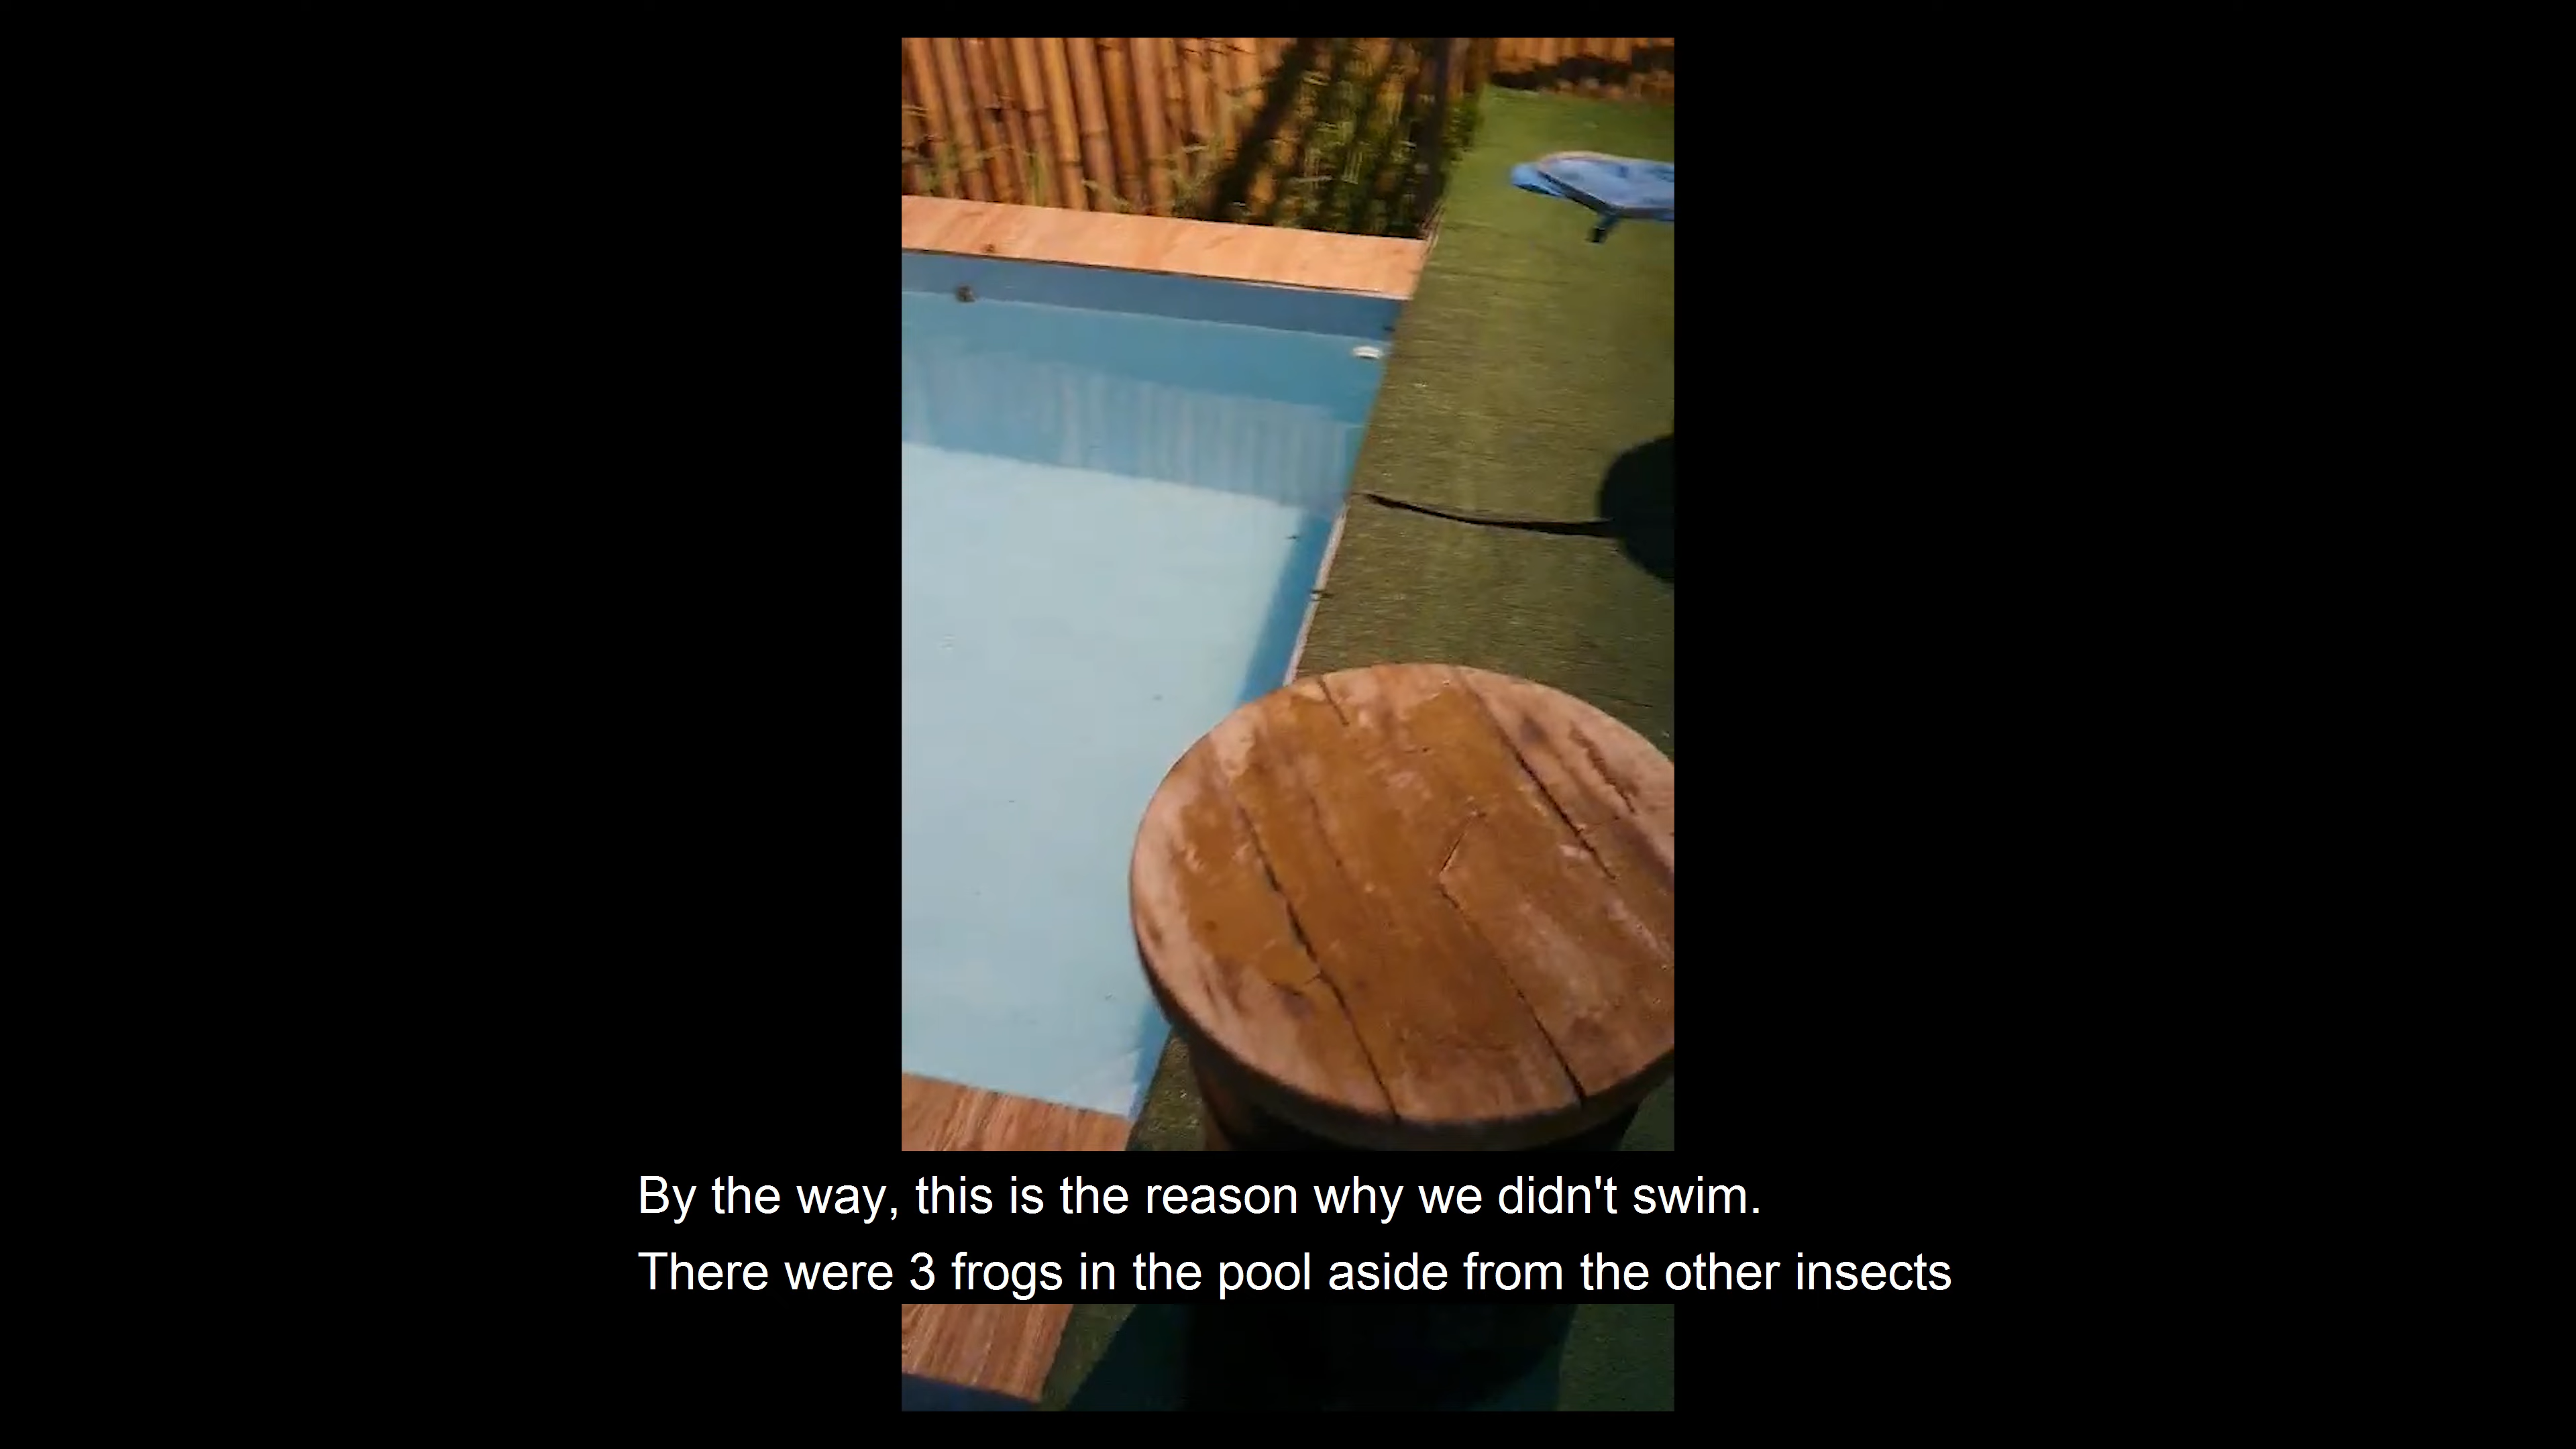 By the way, this is the reason why we didn't swim.
There were 3 frogs in the pool aside from the other insects